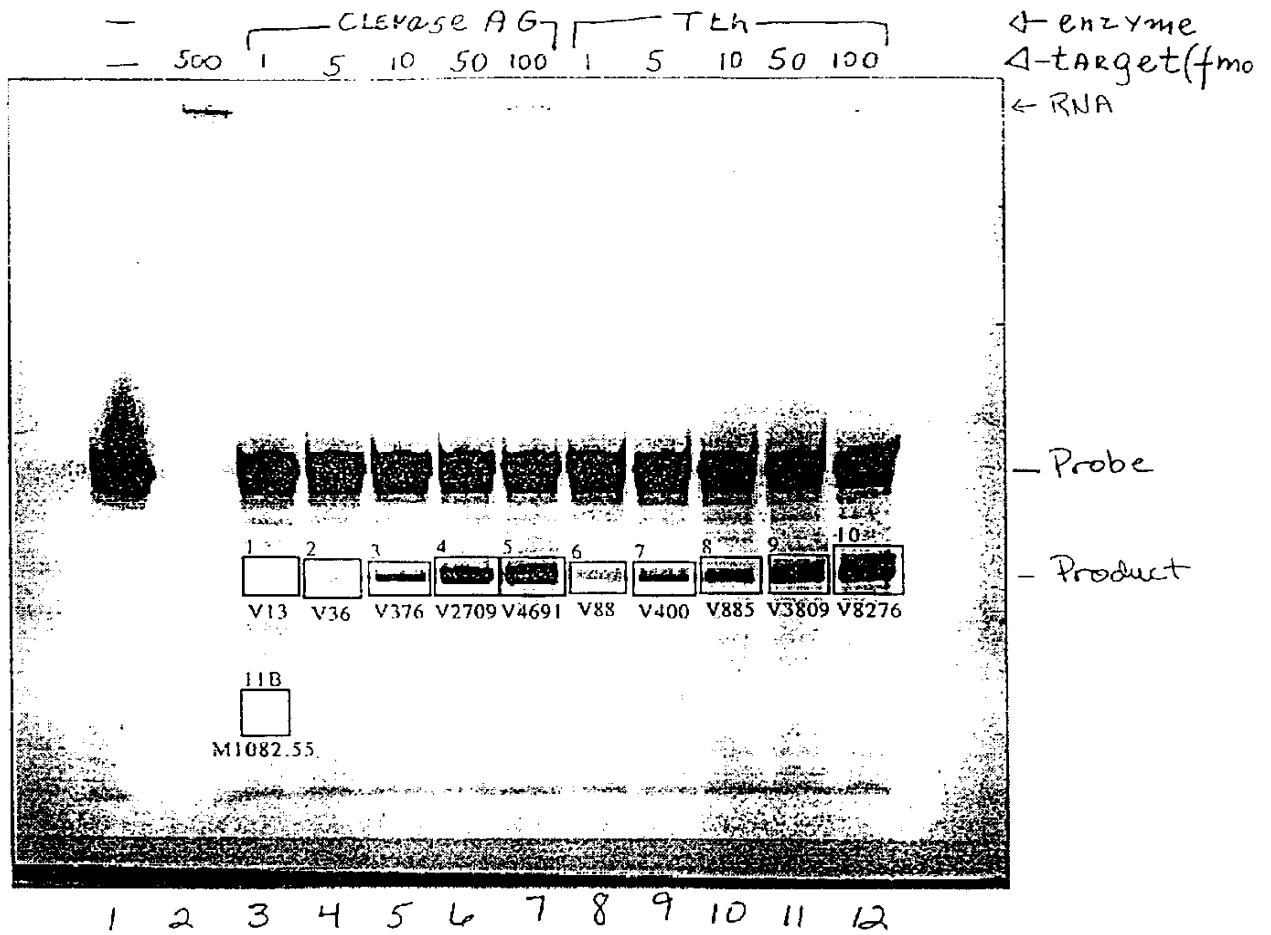 — CLEVase AG Tth ◁— enzyme
— 500 1 5 10 50 100 1 5 10 50 100 ◁—tARget(fmo
← RNA
— Probe
1 2 3 4 5 6 7 8 9 10
— Product
V13 V36 V376 V2709 V4691 V88 V400 V885 V3809 V8276
11B
M1082.55
1 2 3 4 5 6 7 8 9 10 11 12